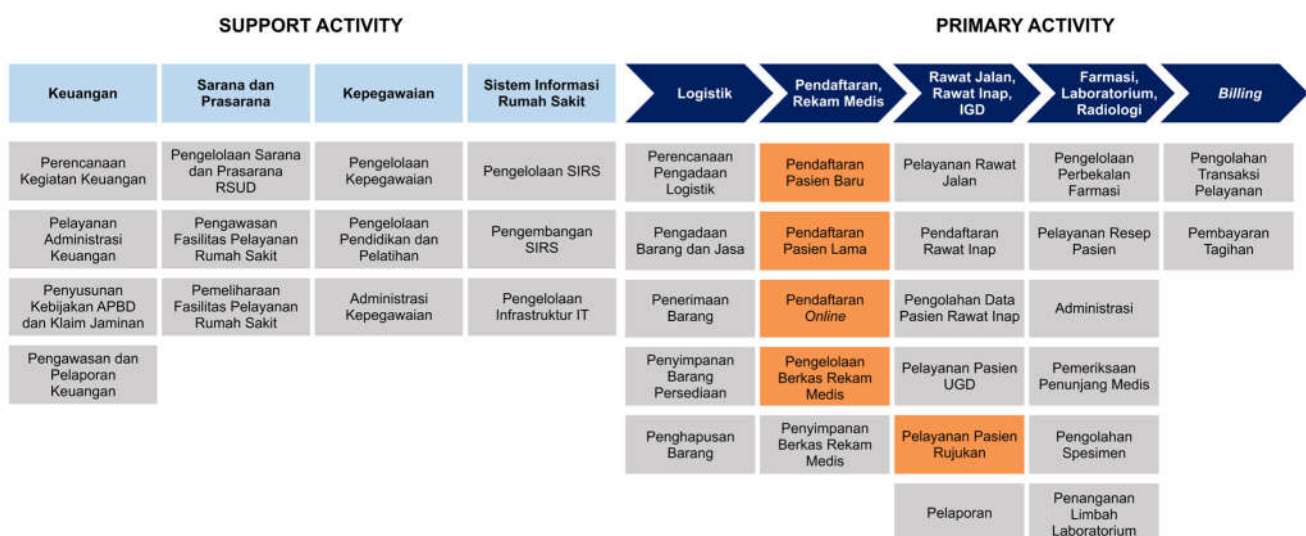 SUPPORT ACTIVITY
PRIMARY ACTIVITY
Keuangan
Sarana dan
Prasarana
Kepegawaian
Sistem Informasi
Rumah Sakit
Logistik
Pendaftaran,
Rekam Medis
Rawat Jalan,
Rawat Inap,
IGD
Farmasi,
Laboratorium,
Radiologi
Billing
Perencanaan
Kegiatan Keuangan
Pengelolaan Sarana
dan Prasarana
RSUD
Pengelolaan
Kepegawaian
Pengelolaan SIRS
Perencanaan
Pengadaan
Logistik
Pendaftaran
Pasien Baru
Pelayanan Rawat
Jalan
Pengelolaan
Perbekalan
Farmasi
Pengolahan
Transaksi
Pelayanan
Pelayanan
Administrasi
Keuangan
Pengawasan
Fasilitas Pelayanan
Rumah Sakit
Pengelolaan
Pendidikan dan
Pelatihan
Pengembangan
SIRS
Pengadaan
Barang dan Jasa
Pendaftaran
Pasien Lama
Pendaftaran
Rawat Inap
Pelayanan Resep
Pasien
Pembayaran
Tagihan
Penyusunan
Kebijakan APBD
dan Klaim Jaminan
Pemeliharaan
Fasilitas Pelayanan
Rumah Sakit
Administrasi
Kepegawaian
Pengelolaan
Infrastruktur IT
Penerimaan
Barang
Pendaftaran
Online
Pengolahan Data
Pasien Rawat Inap
Administrasi
Pengawasan dan
Pelaporan
Keuangan
Penyimpanan
Barang
Persediaan
Pengelolaan
Berkas Rekam
Medis
Pelayanan Pasien
UGD
Pemeriksaan
Penunjang Medis
Penghapusan
Barang
Penyimpanan
Berkas Rekam
Medis
Pelayanan Pasien
Rujukan
Pengolahan
Spesimen
Pelaporan
Penanganan
Limbah
Laboratorium